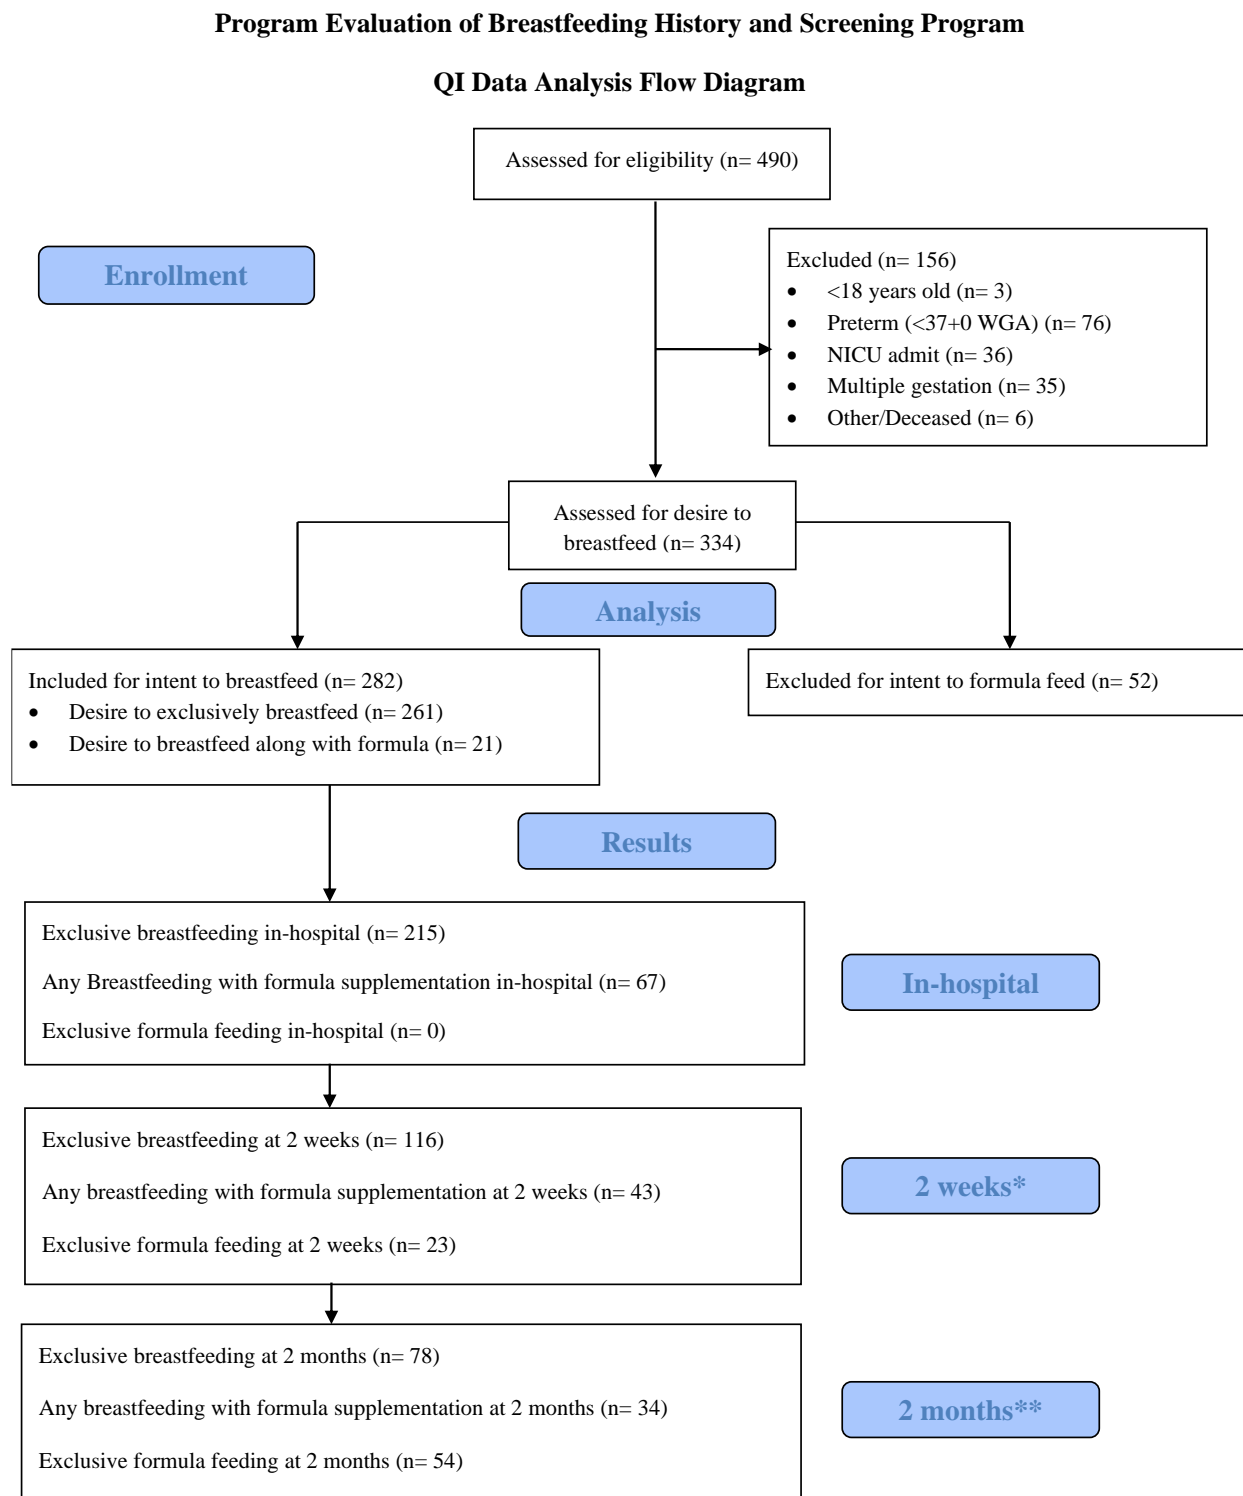 Program Evaluation of Breastfeeding History and Screening Program
QI Data Analysis Flow Diagram
Assessed for eligibility (n= 490)
Enrollment
Excluded (n= 156)
• <18 years old (n= 3)
• Preterm (<37+0 WGA) (n= 76)
• NICU admit (n= 36)
• Multiple gestation (n= 35)
• Other/Deceased (n= 6)
Assessed for desire to
breastfeed (n= 334)
Analysis
Included for intent to breastfeed (n= 282)
• Desire to exclusively breastfeed (n= 261)
• Desire to breastfeed along with formula (n= 21)
Excluded for intent to formula feed (n= 52)
Results
Exclusive breastfeeding in-hospital (n= 215)
Any Breastfeeding with formula supplementation in-hospital (n= 67)
Exclusive formula feeding in-hospital (n= 0)
In-hospital
Exclusive breastfeeding at 2 weeks (n= 116)
Any breastfeeding with formula supplementation at 2 weeks (n= 43)
Exclusive formula feeding at 2 weeks (n= 23)
2 weeks*
Exclusive breastfeeding at 2 months (n= 78)
Any breastfeeding with formula supplementation at 2 months (n= 34)
Exclusive formula feeding at 2 months (n= 54)
2 months**